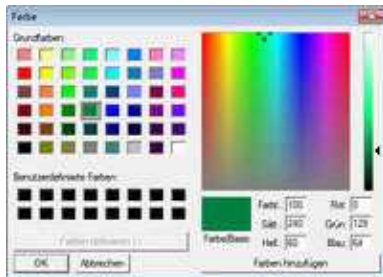 Farbe
Grundfarben:
Benutzerdefinierte Farben:
Farben definieren >>
OK
Abbrechen
Farbe|Basis
Farbt.: 100
Sätt.: 240
Hell.: 60
Rot: 0
Grün: 128
Blau: 64
Farben hinzufügen